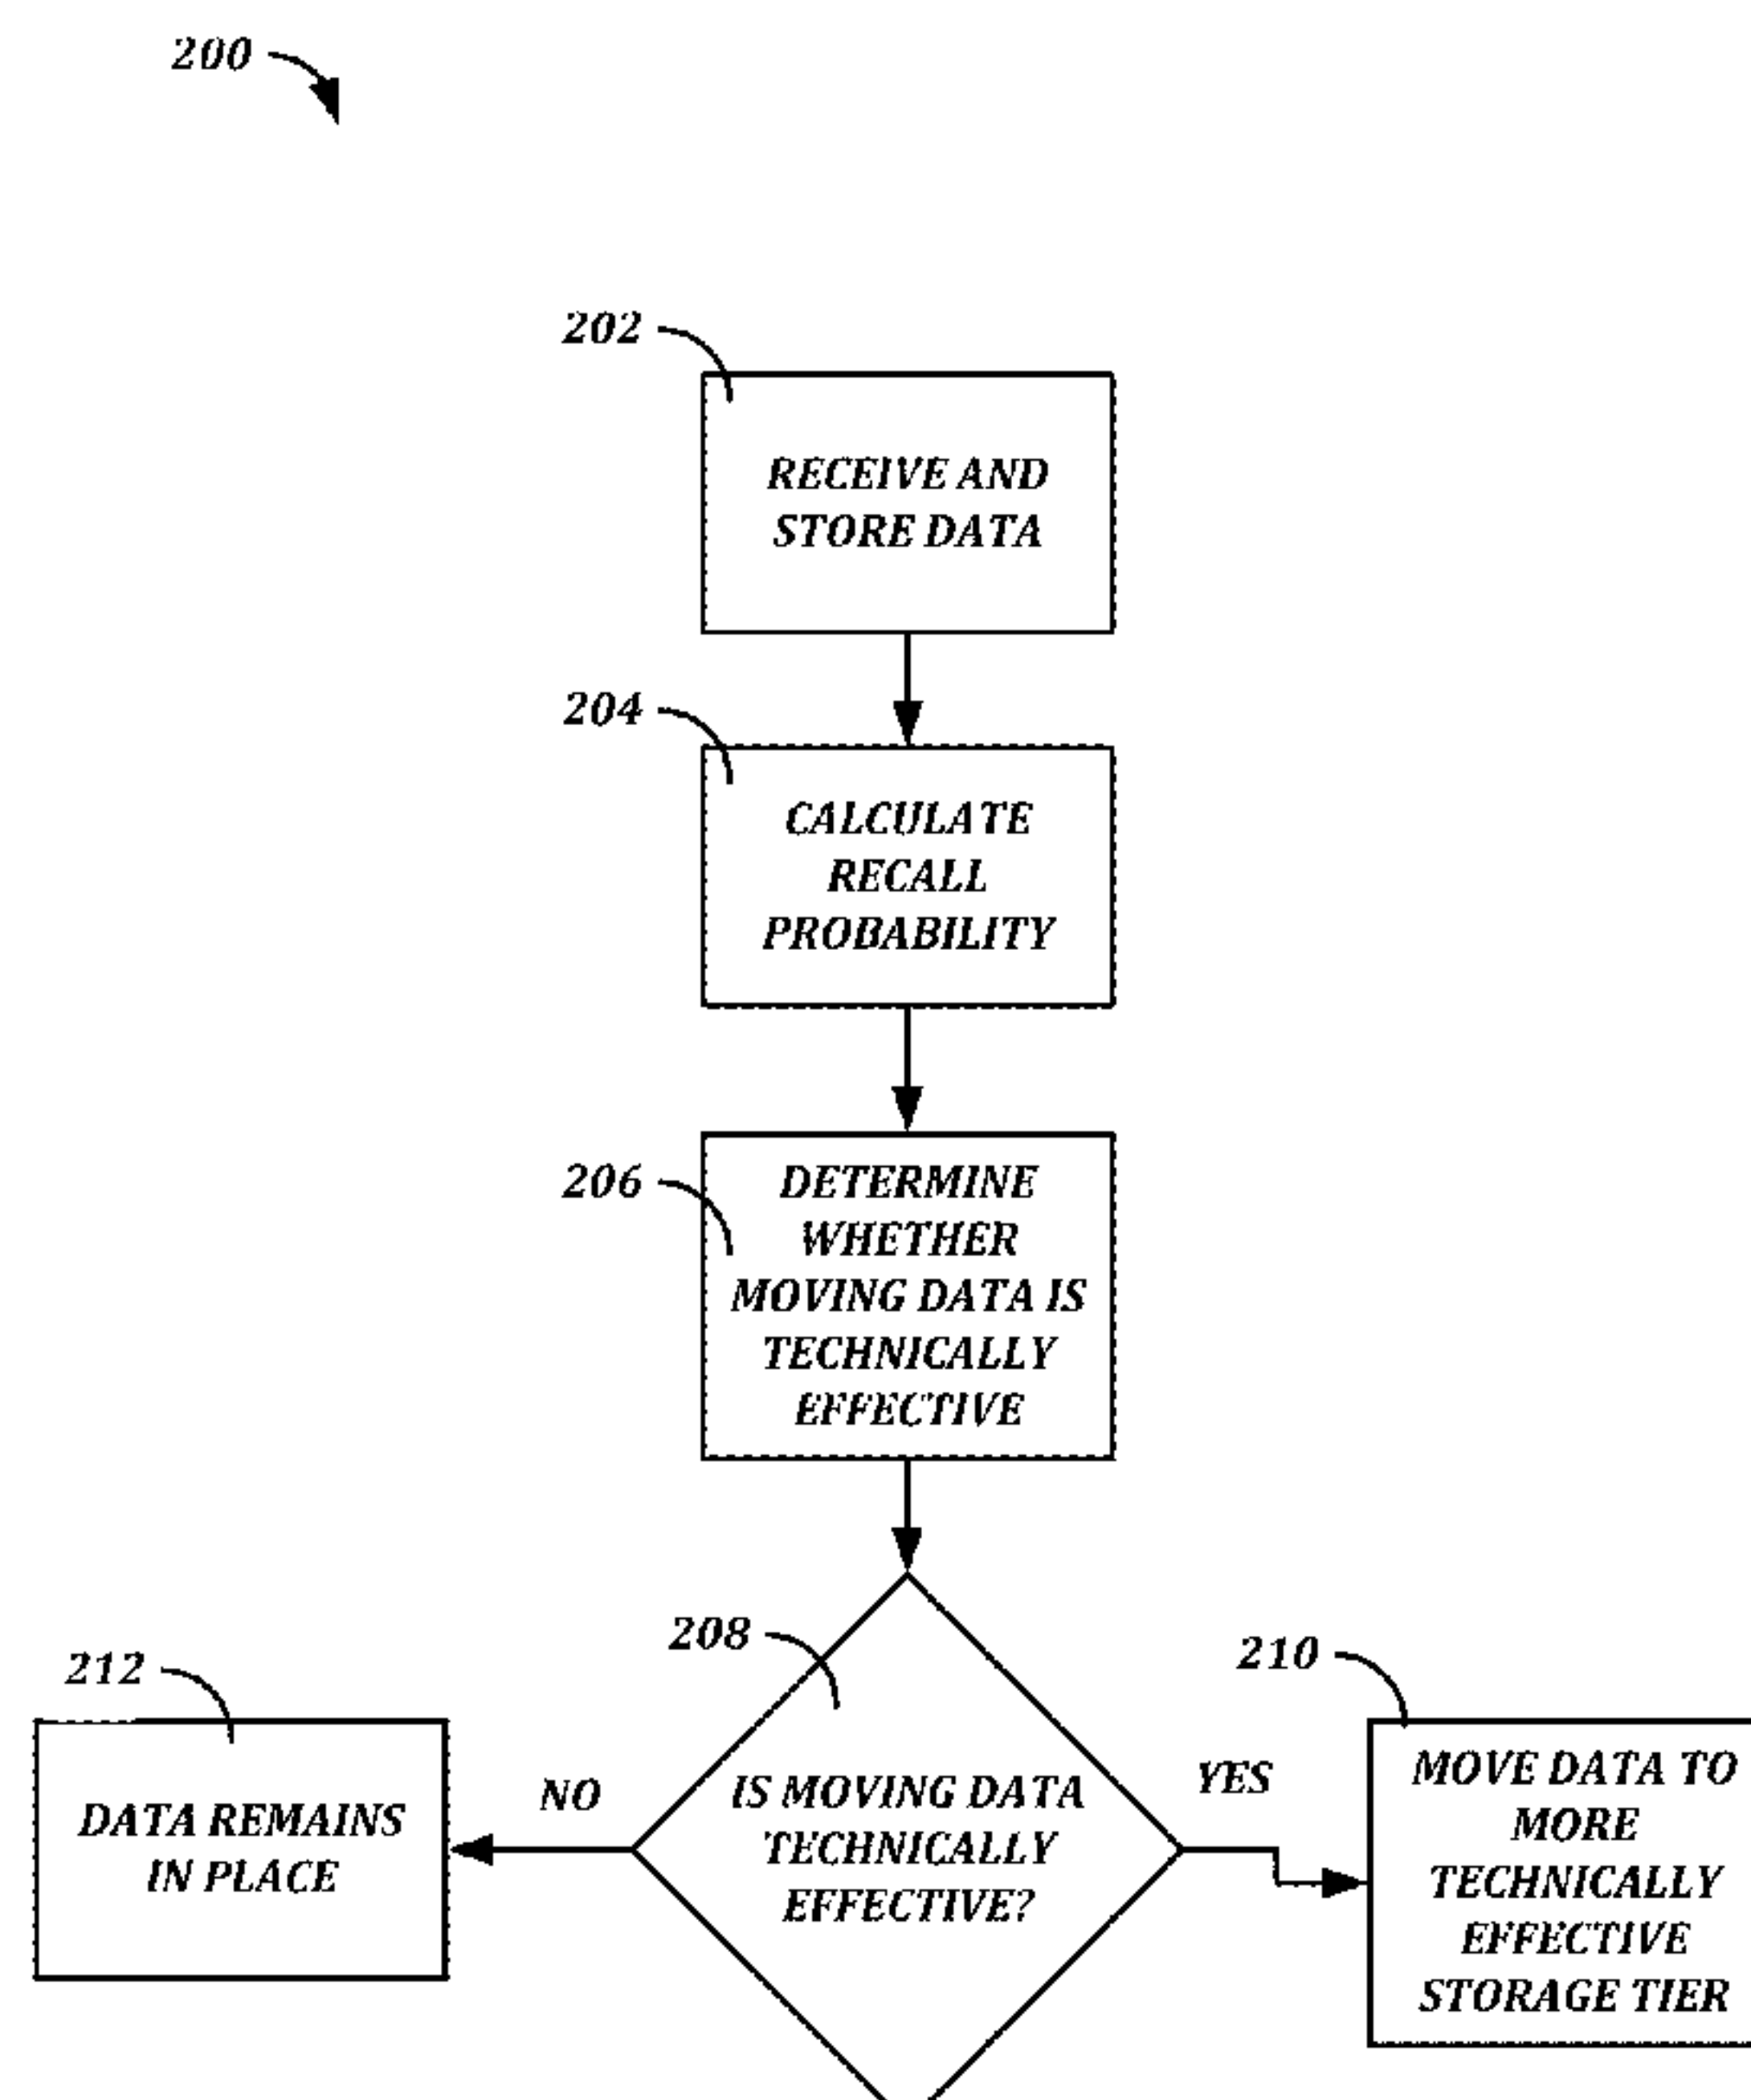 200
202
RECEIVE AND
STORE DATA
204
CALCULATE
RECALL
PROBABILITY
206
DETERMINE
WHETHER
MOVING DATA IS
TECHNICALLY
EFFECTIVE
208
IS MOVING DATA
TECHNICALLY
EFFECTIVE?
NO
212
DATA REMAINS
IN PLACE
YES
210
MOVE DATA TO
MORE
TECHNICALLY
EFFECTIVE
STORAGE TIER